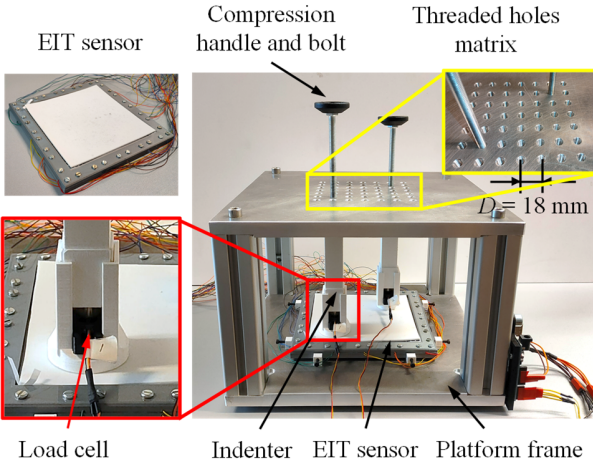 EIT sensor
Compression
handle and bolt
Threaded holes
matrix
D = 18 mm
Load cell
Indenter
EIT sensor
Platform frame